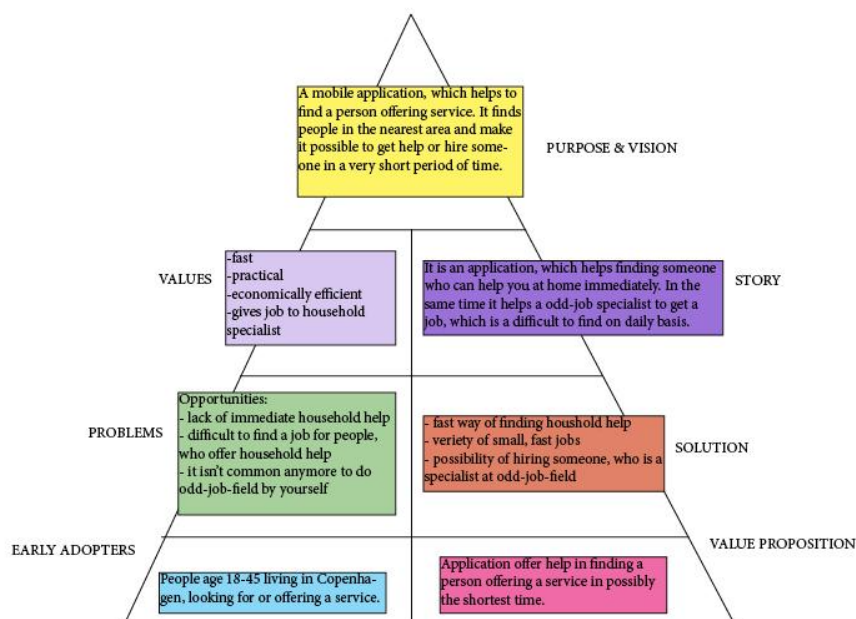 A mobile application, which helps to
find a person offering service. It finds
people in the nearest area and make
it possible to get help or hire some-
one in a very short period of time.
PURPOSE & VISION
VALUES
-fast
-practical
-economically efficient
-gives job to household
specialist
It is an application, which helps finding someone
who can help you at home immediately. In the
same time it helps a odd-job specialist to get a
job, which is a difficult to find on daily basis.
STORY
PROBLEMS
Opportunities:
- lack of immediate household help
- difficult to find a job for people,
who offer household help
- it isn't common anymore to do
odd-job-field by yourself
- fast way of finding houshold help
- veriety of small, fast jobs
- possibility of hiring someone, who is a
specialist at odd-job-field
SOLUTION
EARLY ADOPTERS
People age 18-45 living in Copenha-
gen, looking for or offering a service.
VALUE PROPOSITION
Application offer help in finding a
person offering a service in possibly
the shortest time.